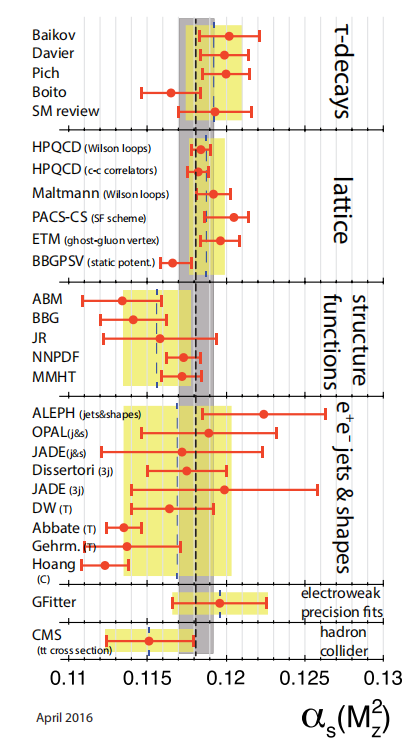 Baikov
Davier
Pich
Boito
SM review
τ-decays
HPQCD (Wilson loops)
HPQCD (c-c correlators)
Maltmann (Wilson loops)
PACS-CS (SF scheme)
ETM (ghost-gluon vertex)
BBGPSV (static potent.)
lattice
ABM
BBG
JR
NNPDF
MMHT
structure
functions
ALEPH (jets&shapes)
OPAL(j&s)
JADE(j&s)
Dissertori (3j)
JADE (3j)
DW (T)
Abbate (T)
Gehrm. (T)
Hoang
(C)
e⁺e⁻ jets & shapes
GFitter
electroweak
precision fits
CMS
(tt cross section)
hadron
collider
0.11 0.115 0.12 0.125 0.13
April 2016
αₛ(M²_Z)